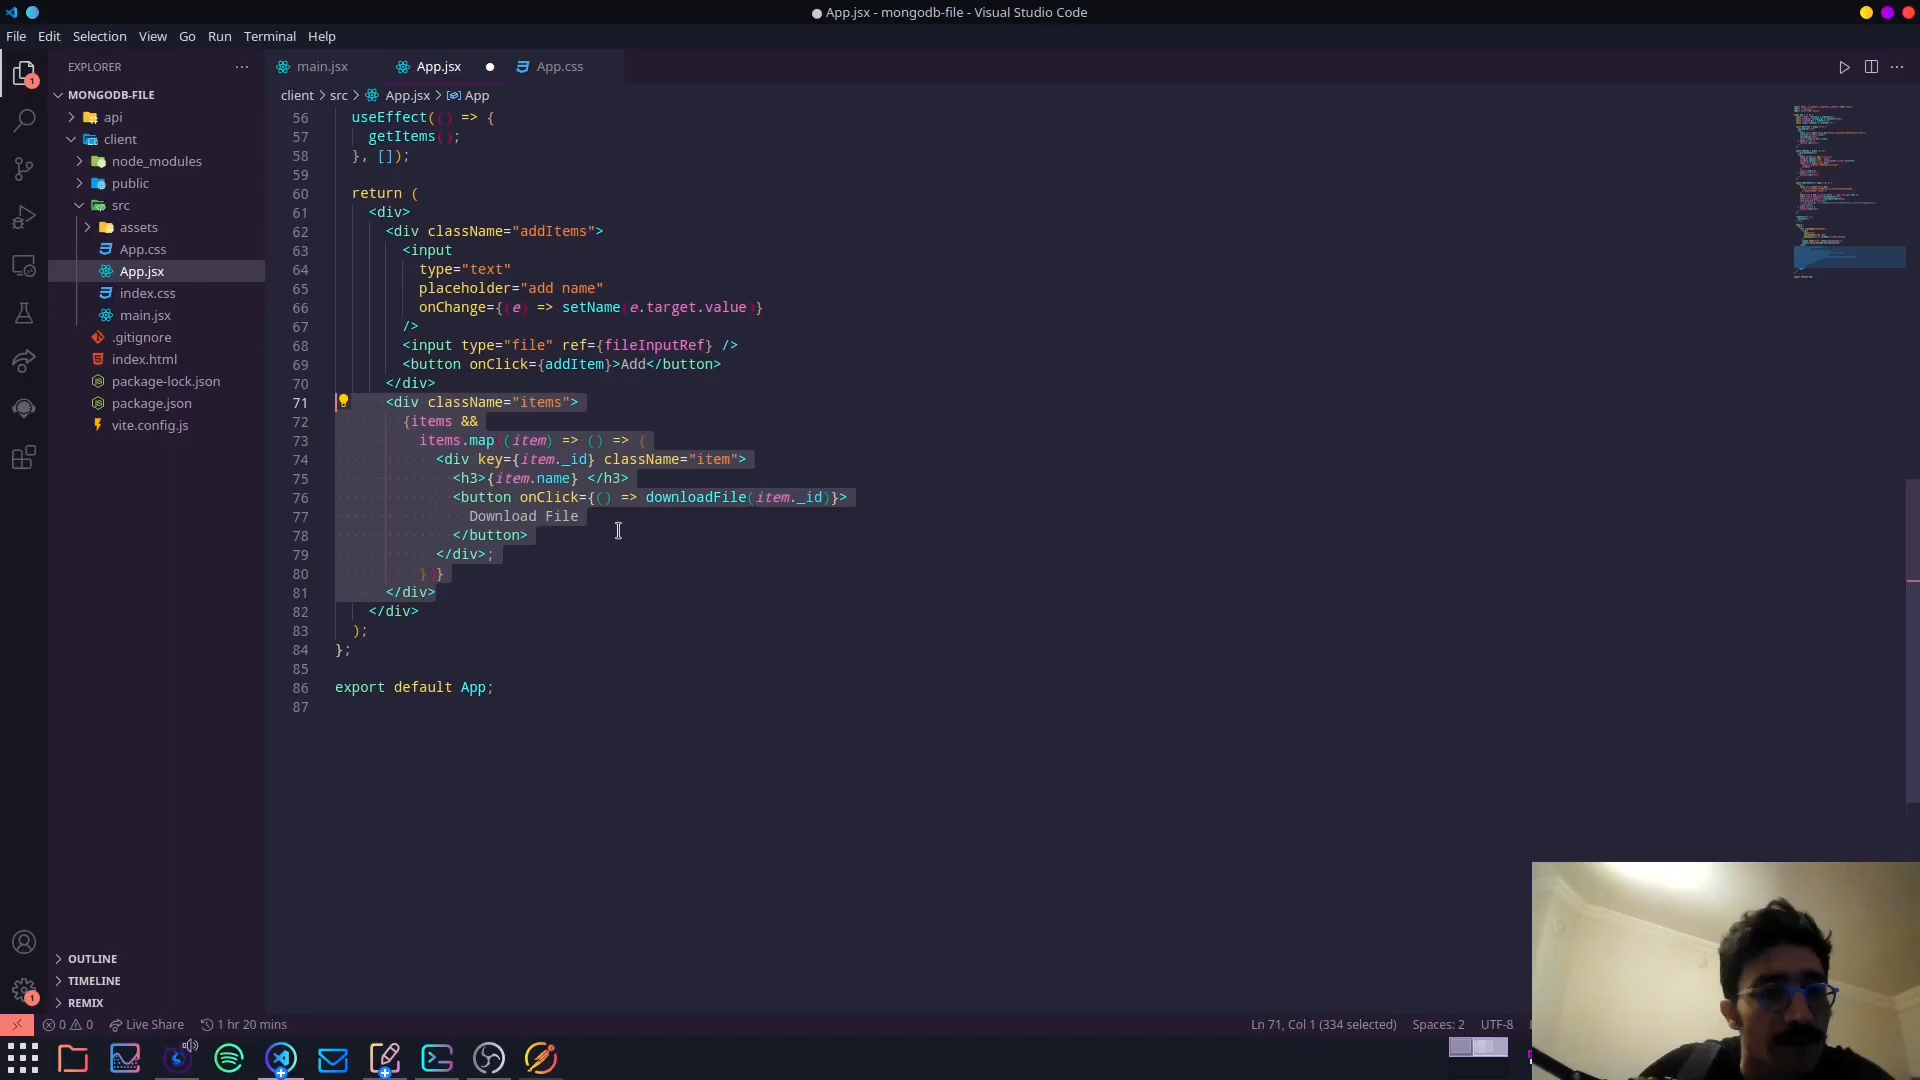 App.jsx - mongodb-file - Visual Studio Code
File Edit Selection View Go Run Terminal Help
EXPLORER
main.jsx App.jsx App.css
MONGODB-FILE
client > src > App.jsx > App
api
client
node_modules
public
src
assets
App.css
App.jsx
index.css
main.jsx
.gitignore
index.html
package-lock.json
package.json
vite.config.js
56 useEffect(() => {
57 getItems();
58 }, []);
59
60 return (
61 <div>
62 <div className="addItems">
63 <input
64 type="text"
65 placeholder="add name"
66 onChange={(e) => setName(e.target.value)}
67 />
68 <input type="file" ref={fileInputRef} />
69 <button onClick={addItem}>Add</button>
70 </div>
71 <div className="items">
72 {items &&
73 items.map((item) => () => {
74 <div key={item._id} className="item">
75 <h3>{item.name} </h3>
76 <button onClick={() => downloadFile(item._id)}>
77 Download File
78 </button>
79 </div>;
80 })}
81 </div>
82 </div>
83 );
84 };
85
86 export default App;
87
OUTLINE
TIMELINE
REMIX
1
1
0 0 Live Share 1 hr 20 mins
Ln 71, Col 1 (334 selected) Spaces: 2 UTF-8